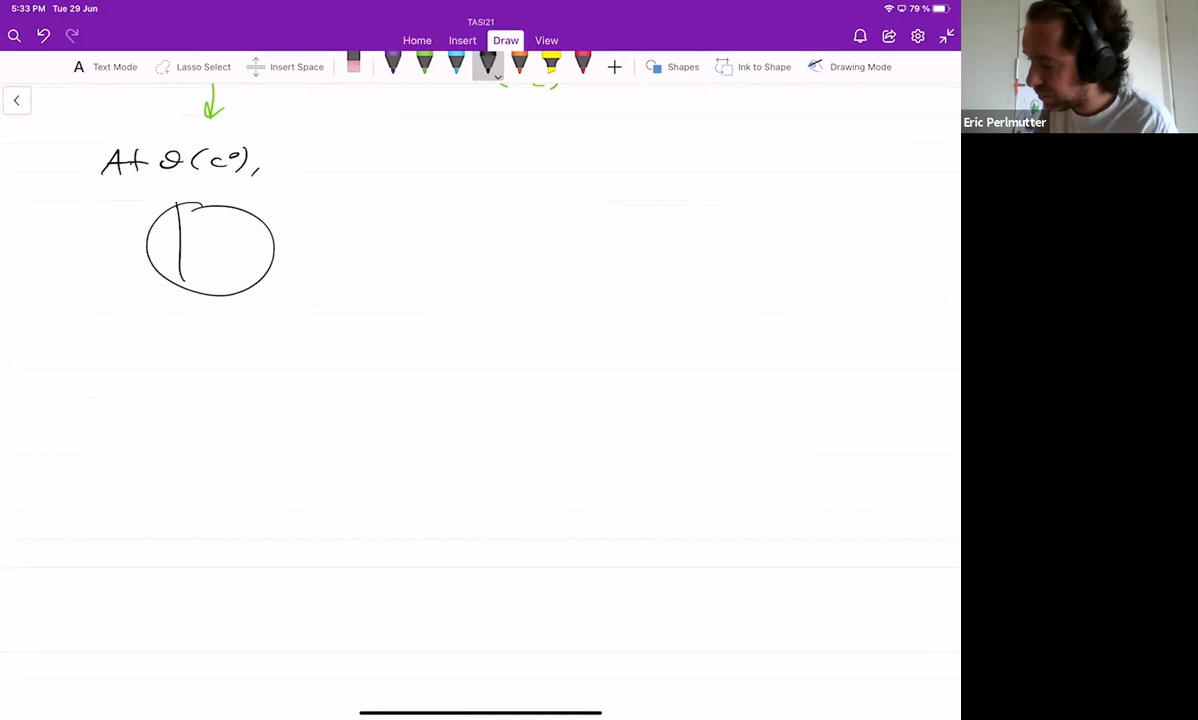 5:33 PM Tue 29 Jun
79 %
TASI21
Home Insert Draw View
A Text Mode Lasso Select Insert Space Shapes Ink to Shape Drawing Mode
At ϑ(c⁰),
Eric Perlmutter